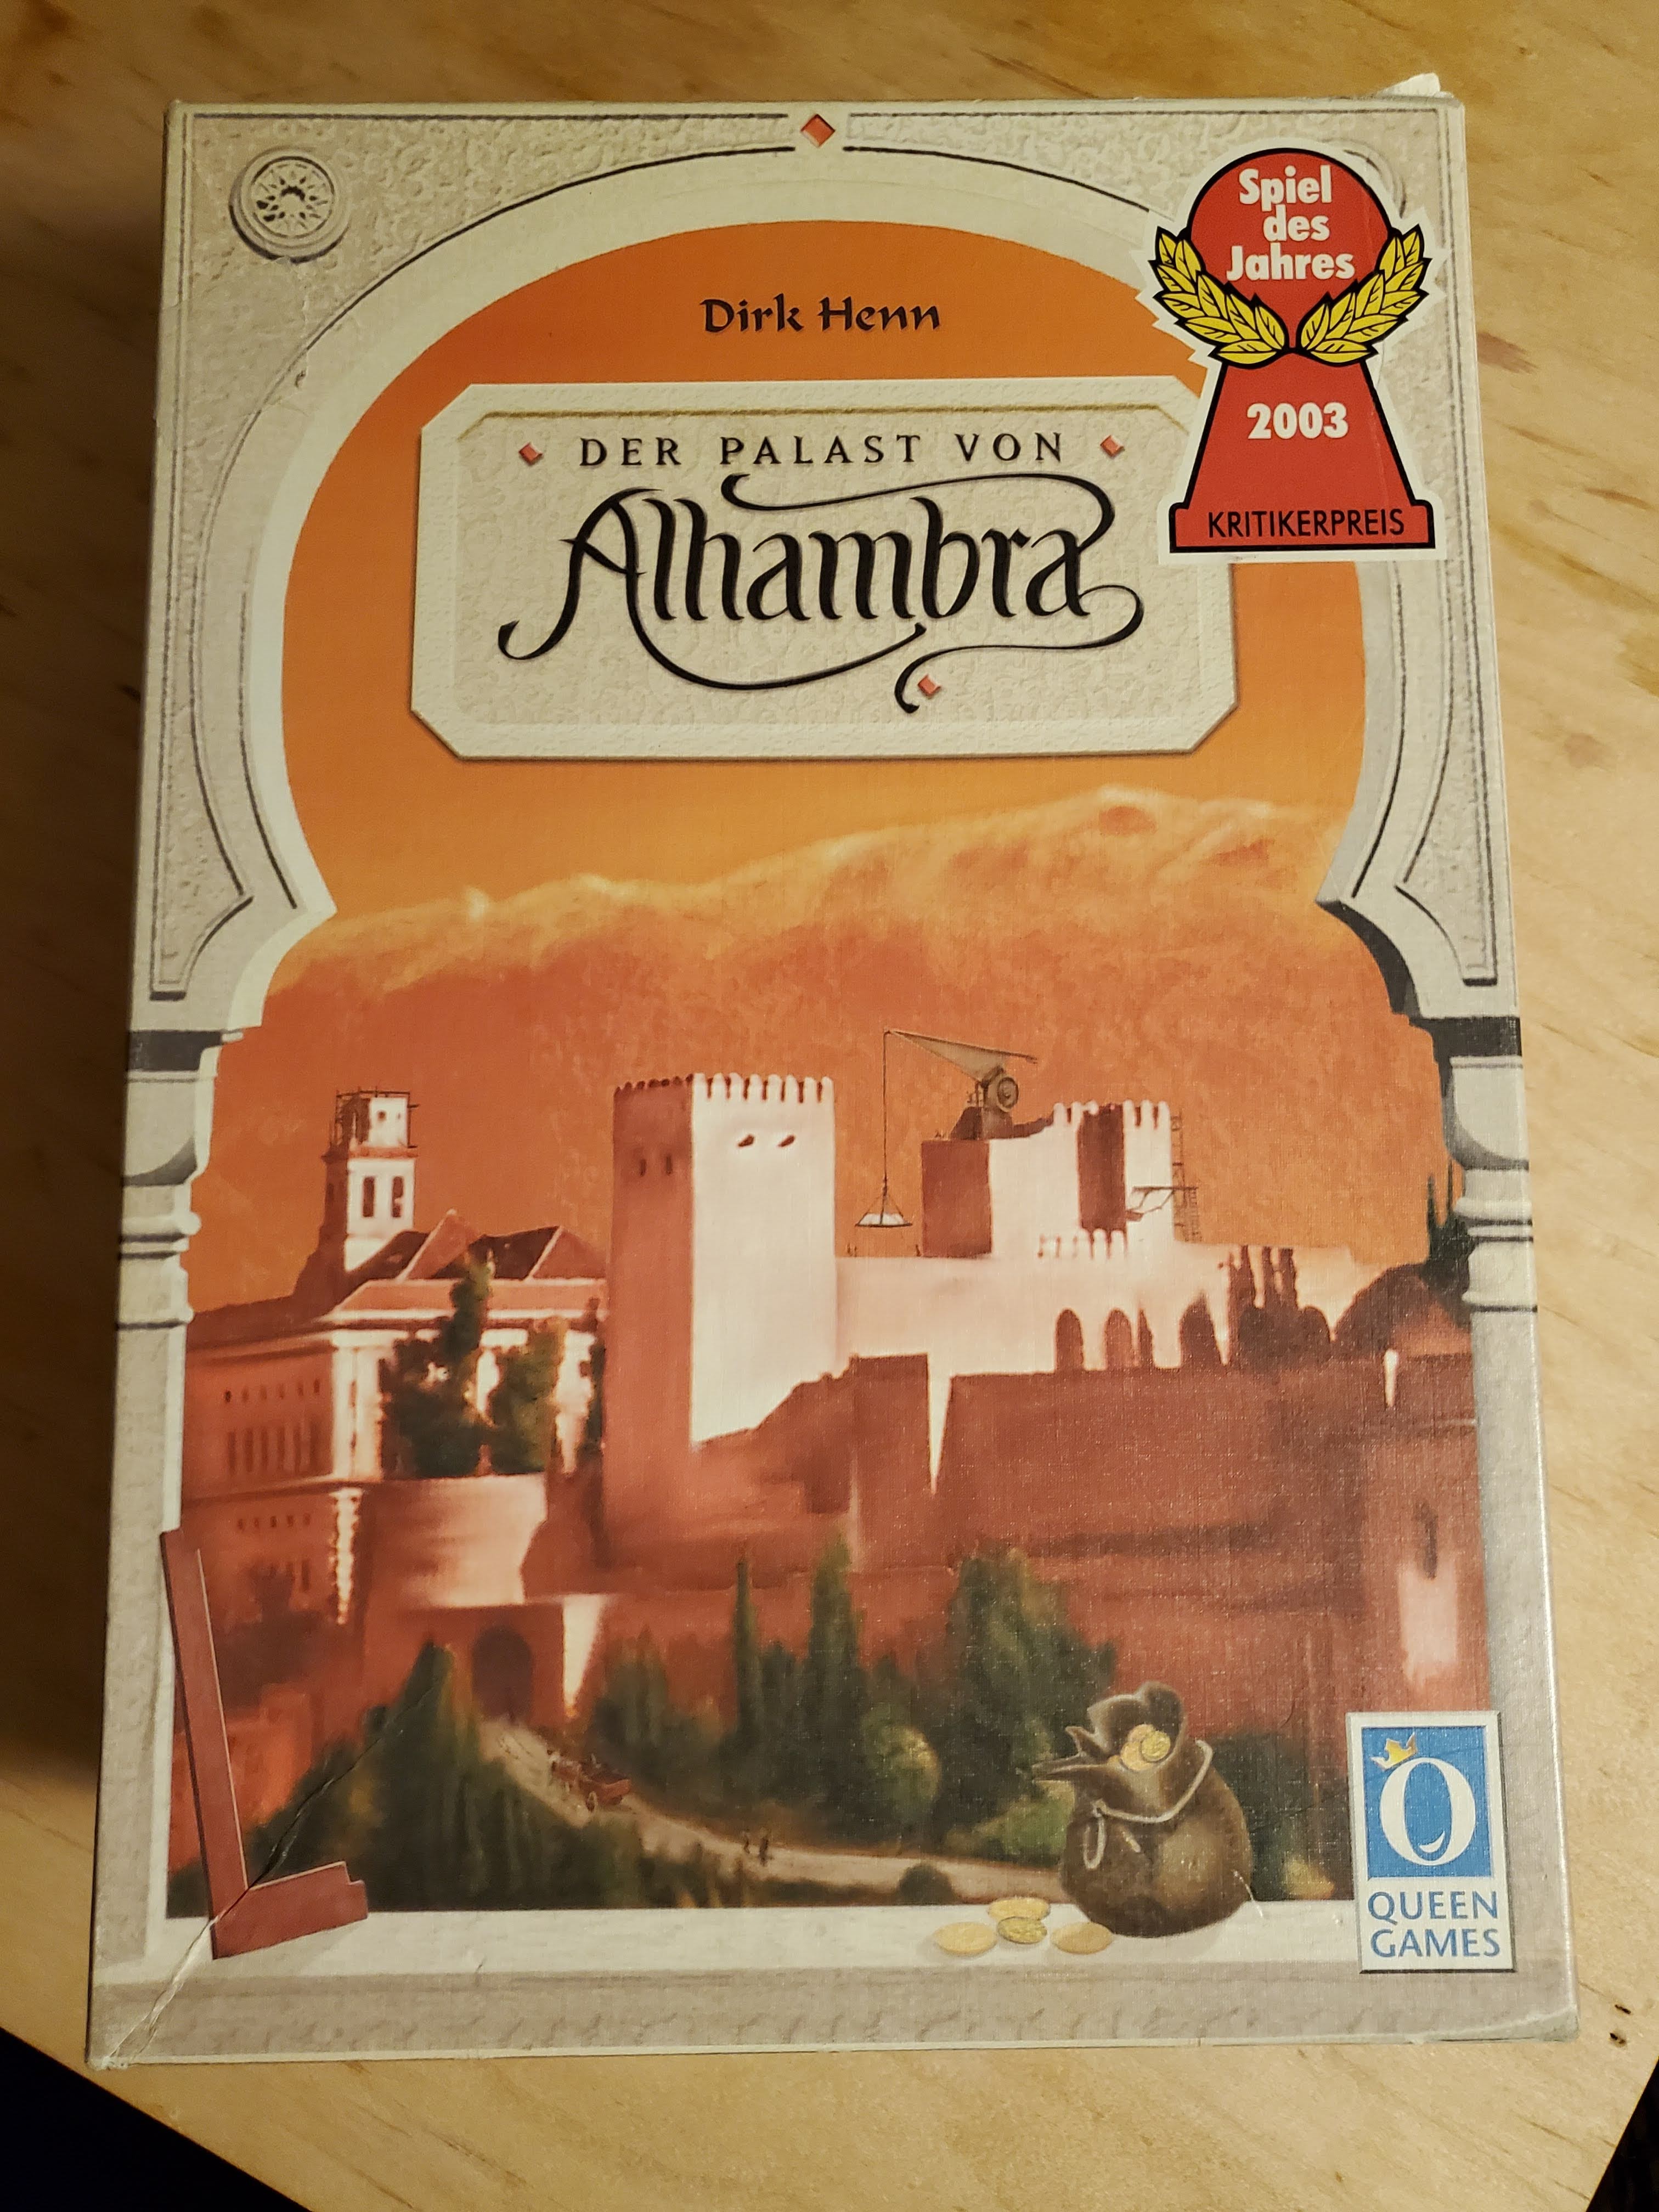 Dirk Henn
DER PALAST VON
Alhambra
Spiel
des
Jahres
2003
KRITIKERPREIS
QUEEN
GAMES